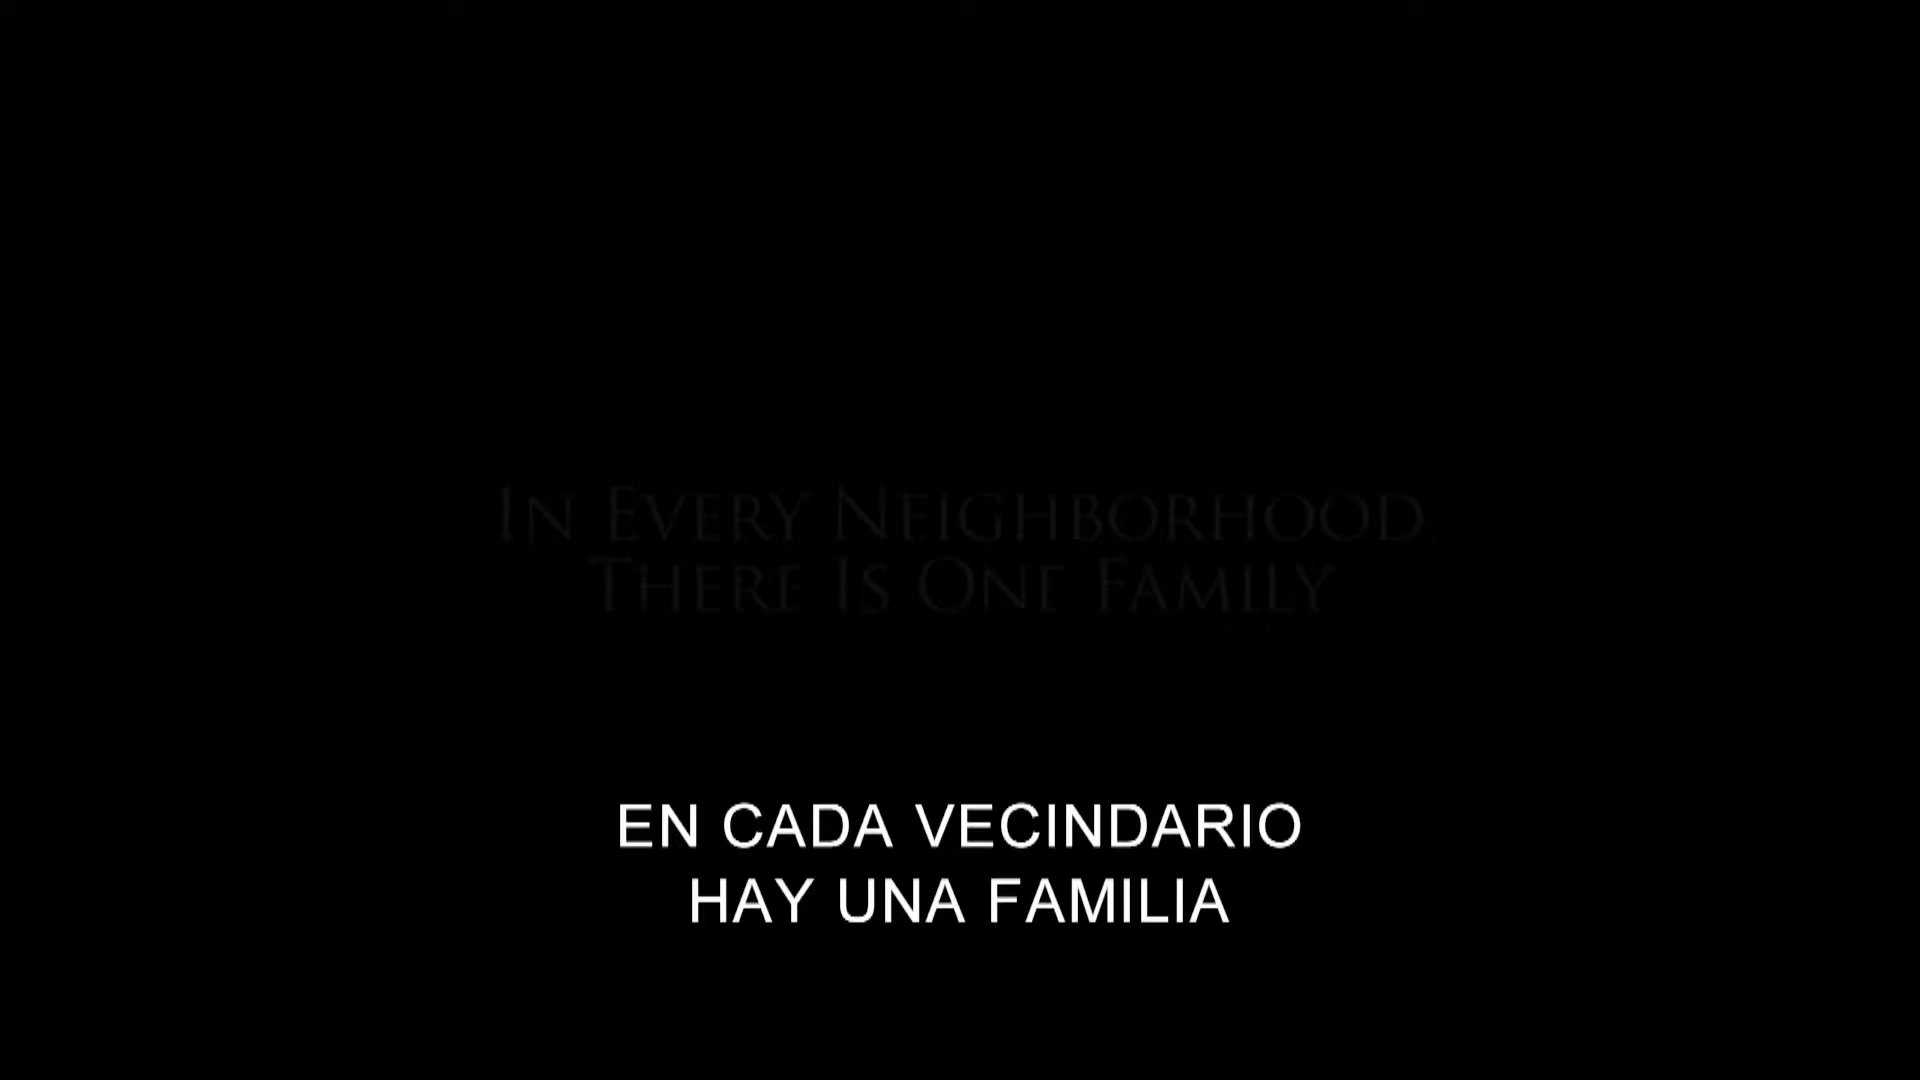 In Every Neighborhood
There Is One Family
EN CADA VECINDARIO
HAY UNA FAMILIA